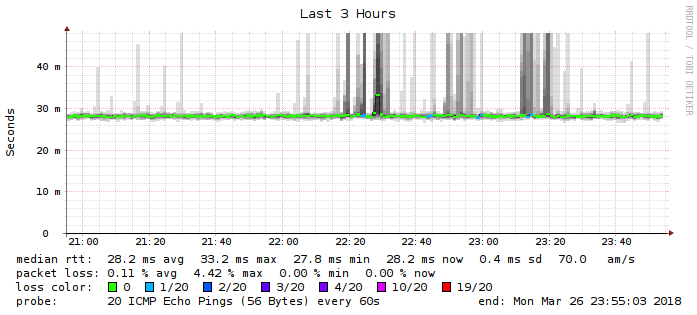 Last 3 Hours
RRDTOOL / TOBI OETIKER
Seconds
40 m
30 m
20 m
10 m
0
21:00 21:20 21:40 22:00 22:20 22:40 23:00 23:20 23:40
median rtt: 28.2 ms avg 33.2 ms max 27.8 ms min 28.2 ms now 0.4 ms sd 70.0 am/s
packet loss: 0.11 % avg 4.42 % max 0.00 % min 0.00 % now
loss color: 0 1/20 2/20 3/20 4/20 10/20 19/20
probe: 20 ICMP Echo Pings (56 Bytes) every 60s end: Mon Mar 26 23:55:03 2018